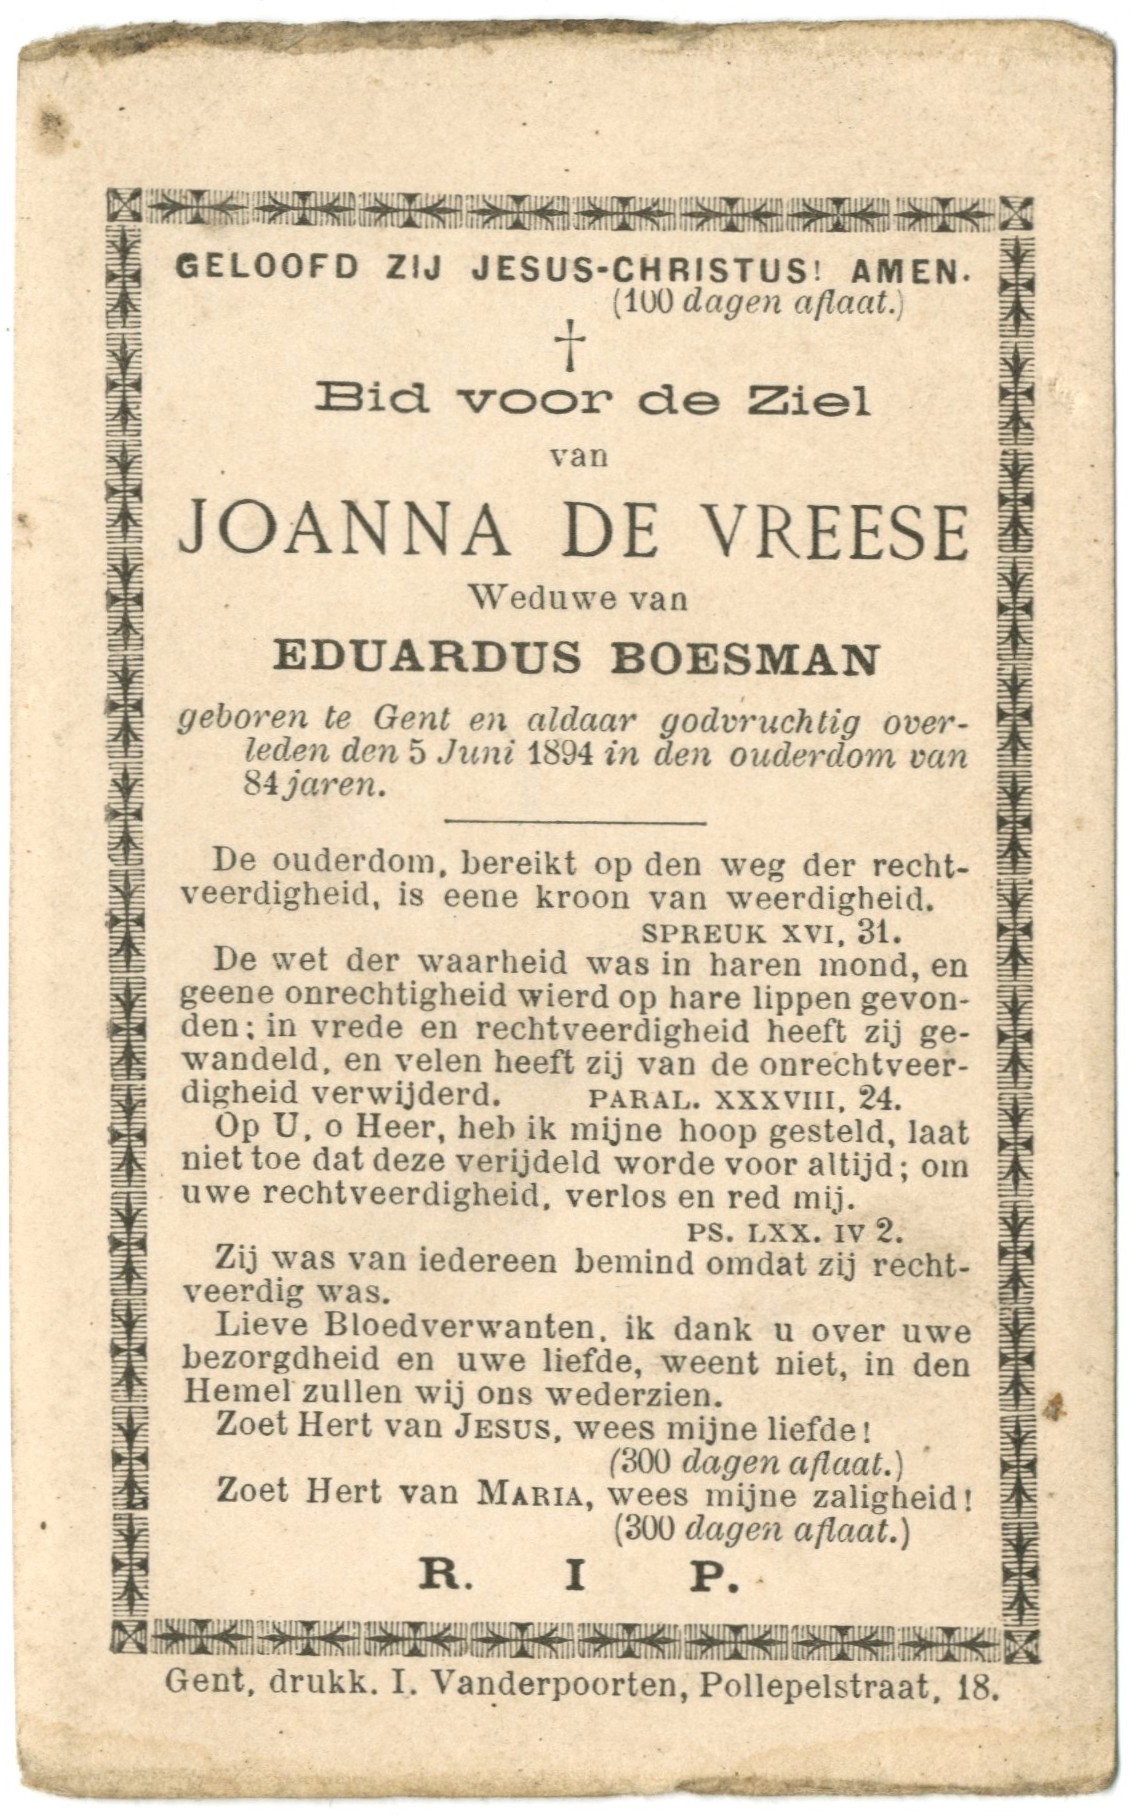 GELOOFD ZIJ JESUS-CHRISTUS! AMEN.
(100 dagen aflaat.)
†
Bid voor de Ziel
van
JOANNA DE VREESE
Weduwe van
EDUARDUS BOESMAN
geboren te Gent en aldaar godvruchtig over-
leden den 5 Juni 1894 in den ouderdom van
84 jaren.
De ouderdom, bereikt op den weg der recht-
veerdigheid, is eene kroon van weerdigheid.
SPREUK XVI, 31.
De wet der waarheid was in haren mond, en
geene onrechtigheid wierd op hare lippen gevon-
den; in vrede en rechtveerdigheid heeft zij ge-
wandeld, en velen heeft zij van de onrechtveer-
digheid verwijderd. PARAL. XXXVIII, 24.
Op U, o Heer, heb ik mijne hoop gesteld, laat
niet toe dat deze verijdeld worde voor altijd; om
uwe rechtveerdigheid, verlos en red mij.
PS. LXX. IV 2.
Zij was van iedereen bemind omdat zij recht-
veerdig was.
Lieve Bloedverwanten, ik dank u over uwe
bezorgdheid en uwe liefde, weent niet, in den
Hemel zullen wij ons wederzien.
Zoet Hert van JESUS, wees mijne liefde!
(300 dagen aflaat.)
Zoet Hert van MARIA, wees mijne zaligheid!
(300 dagen aflaat.)
R. I P.
Gent, drukk. I. Vanderpoorten, Pollepelstraat, 18.